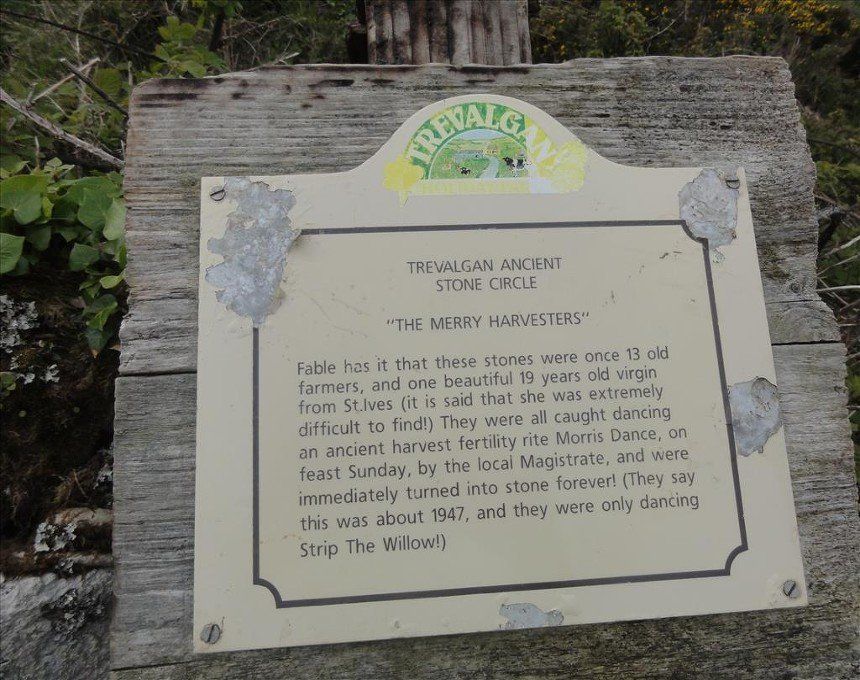 TREVALGAN
HOLIDAY
TREVALGAN ANCIENT
STONE CIRCLE
"THE MERRY HARVESTERS"
Fable has it that these stones were once 13 old
farmers, and one beautiful 19 years old virgin
from St.Ives (it is said that she was extremely
difficult to find!) They were all caught dancing
an ancient harvest fertility rite Morris Dance, on
feast Sunday, by the local Magistrate, and were
immediately turned into stone forever! (They say
this was about 1947, and they were only dancing
Strip The Willow!)